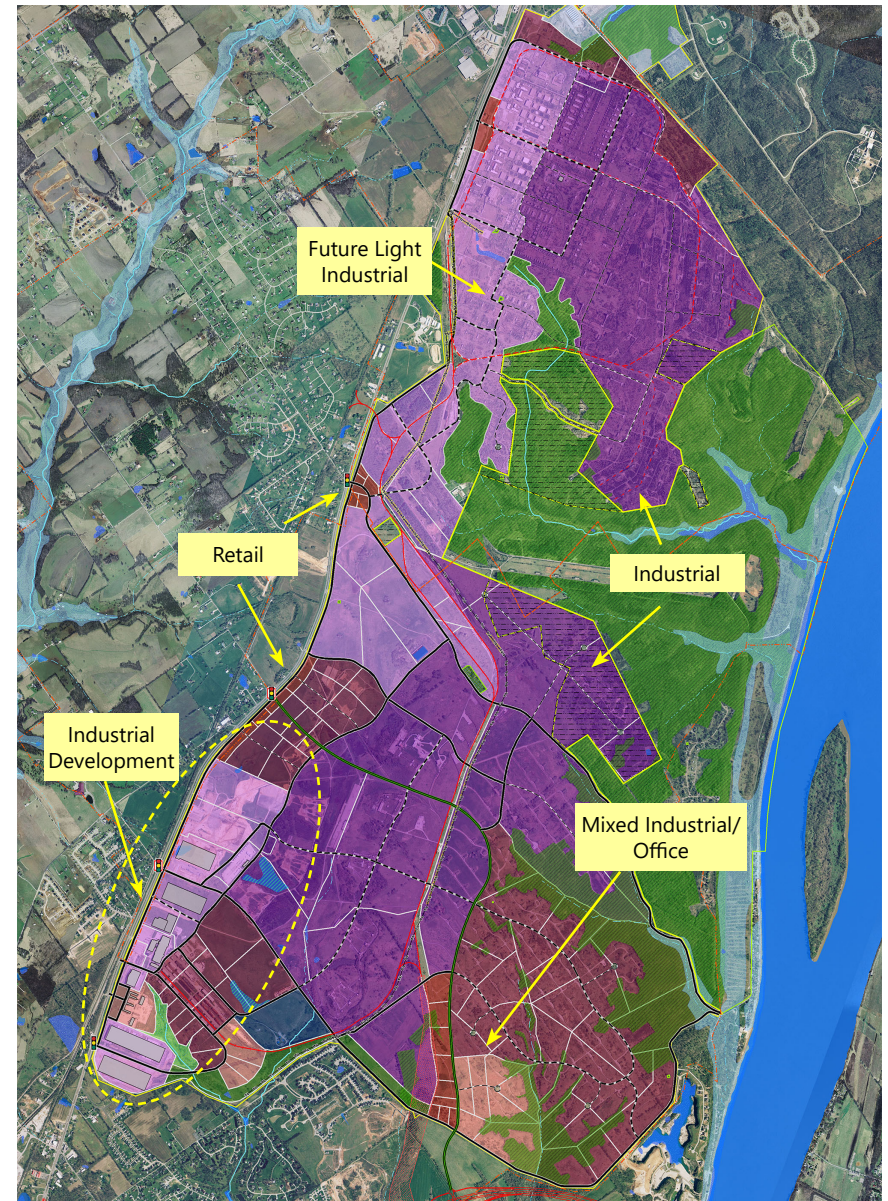 Future Light
Industrial
Retail
Industrial
Industrial
Development
Mixed Industrial/
Office